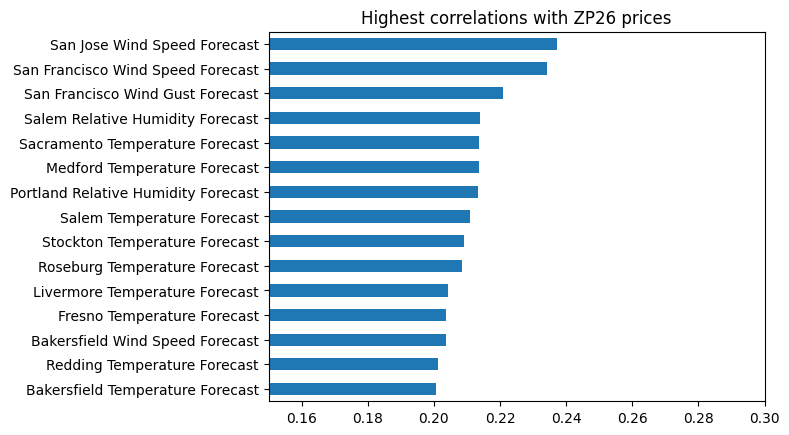 Highest correlations with ZP26 prices
San Jose Wind Speed Forecast
San Francisco Wind Speed Forecast
San Francisco Wind Gust Forecast
Salem Relative Humidity Forecast
Sacramento Temperature Forecast
Medford Temperature Forecast
Portland Relative Humidity Forecast
Salem Temperature Forecast
Stockton Temperature Forecast
Roseburg Temperature Forecast
Livermore Temperature Forecast
Fresno Temperature Forecast
Bakersfield Wind Speed Forecast
Redding Temperature Forecast
Bakersfield Temperature Forecast
0.16 0.18 0.20 0.22 0.24 0.26 0.28 0.30